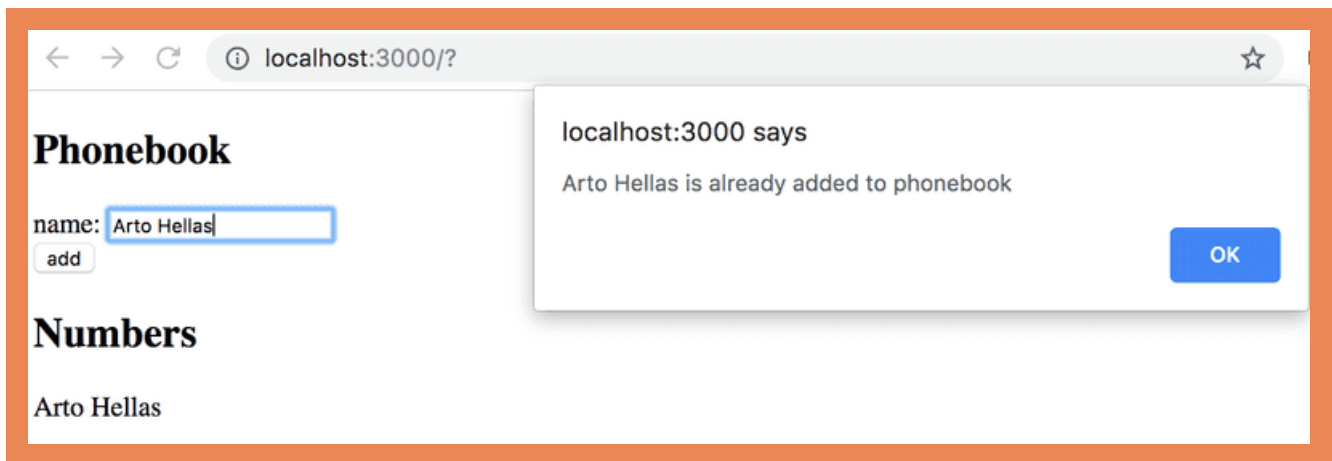 localhost:3000/?
localhost:3000 says
Arto Hellas is already added to phonebook
OK
Phonebook
name: Arto Hellas
add
Numbers
Arto Hellas